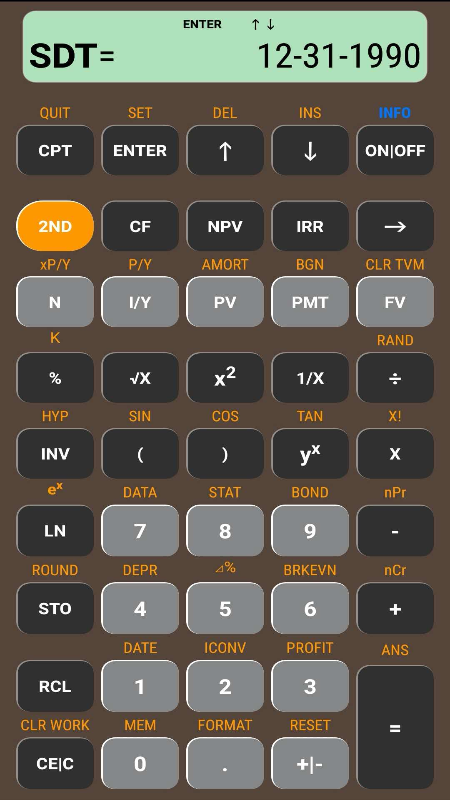 ENTER ↑ ↓
SDT= 12-31-1990
QUIT SET DEL INS INFO
CPT ENTER ↑ ↓ ON|OFF
2ND CF NPV IRR →
xP/Y P/Y AMORT BGN CLR TVM
N I/Y PV PMT FV
K RAND
% √X x² 1/X ÷
HYP SIN COS TAN X!
INV ( ) yˣ X
eˣ DATA STAT BOND nPr
LN 7 8 9 -
ROUND DEPR ⊿% BRKEVN nCr
STO 4 5 6 +
DATE ICONV PROFIT ANS
RCL 1 2 3 =
CLR WORK MEM FORMAT RESET
CE|C 0 . +|-